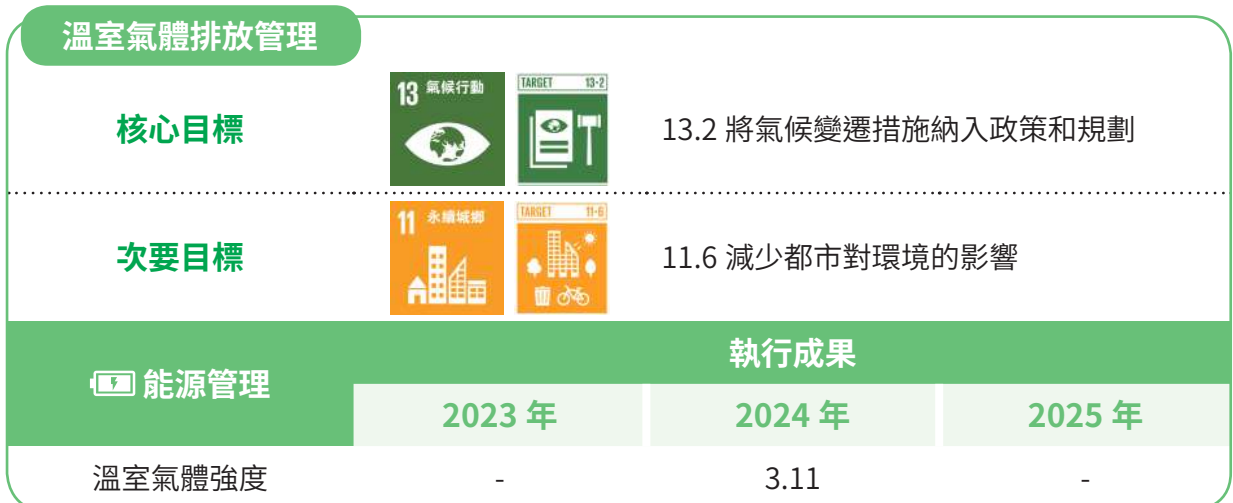 溫室氣體排放管理
核心目標
13 氣候行動
TARGET 13-2
13.2 將氣候變遷措施納入政策和規劃
次要目標
11 永續城鄉
TARGET 11-6
11.6 減少都市對環境的影響
能源管理
執行成果
2023 年 2024 年 2025 年
溫室氣體強度 - 3.11 -